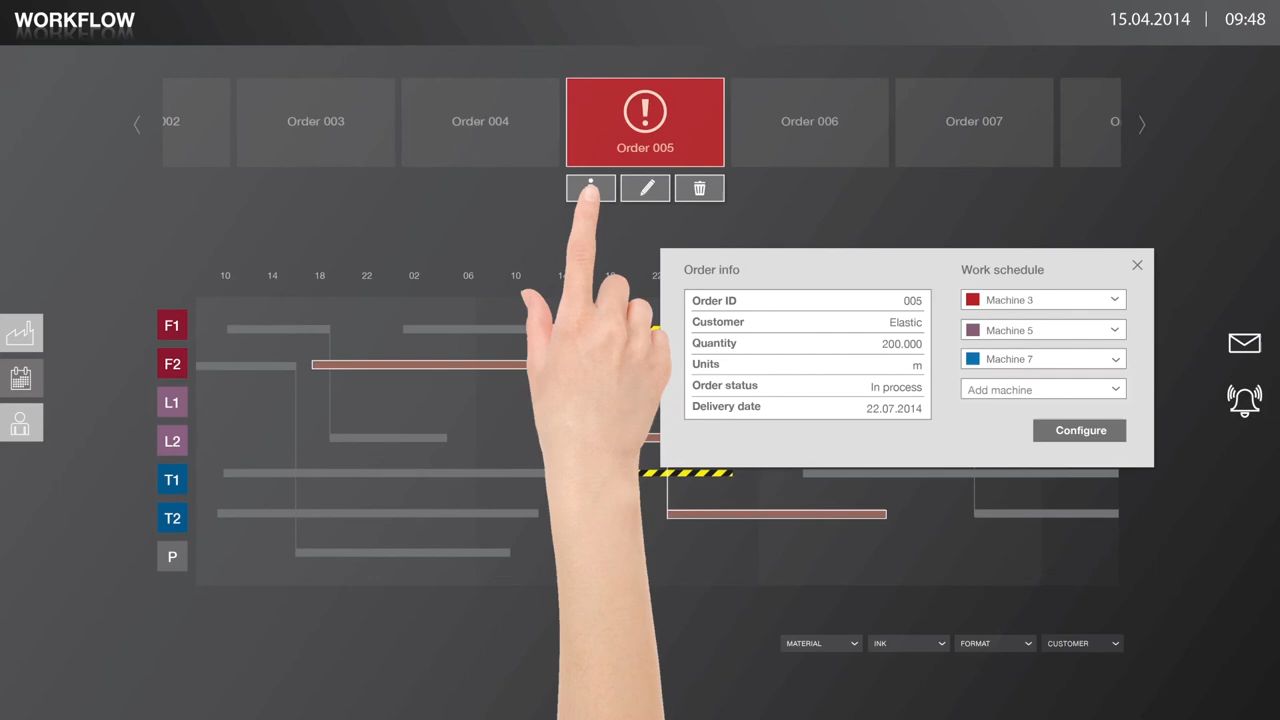 WORKFLOW
15.04.2014 | 09:48
002 Order 003 Order 004 Order 005 Order 006 Order 007
10 14 18 22 02 06 10
Order info
Work schedule
Order ID 005
Customer Elastic
Quantity 200.000
Units m
Order status In process
Delivery date 22.07.2014
Machine 3
Machine 5
Machine 7
Add machine
Configure
F1
F2
L1
L2
T1
T2
P
MATERIAL INK FORMAT CUSTOMER